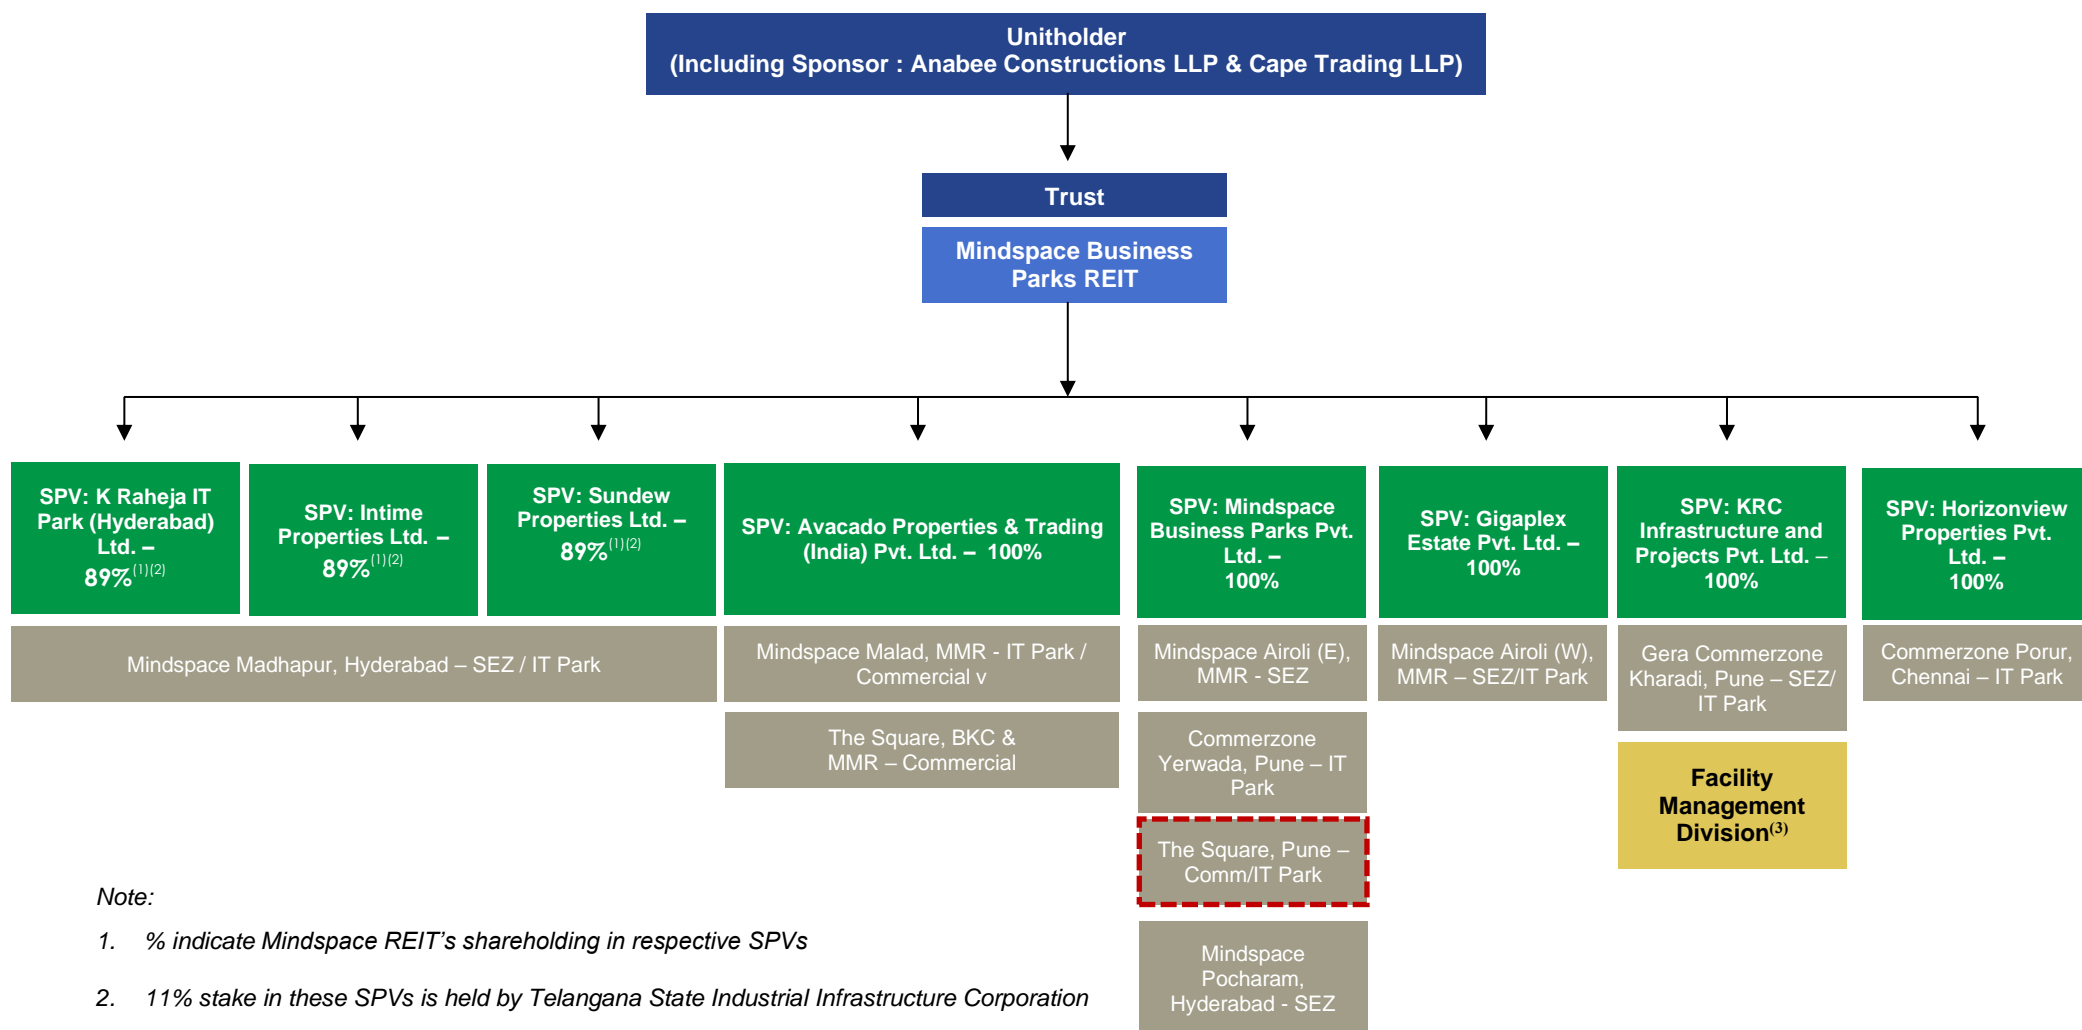 Unitholder
(Including Sponsor : Anabee Constructions LLP & Cape Trading LLP)
Trust
Mindspace Business
Parks REIT
SPV: K Raheja IT
Park (Hyderabad)
Ltd. –
89%(1)(2)
SPV: Intime
Properties Ltd. –
89%(1)(2)
SPV: Sundew
Properties Ltd. –
89%(1)(2)
SPV: Avacado Properties & Trading
(India) Pvt. Ltd. – 100%
SPV: Mindspace
Business Parks Pvt.
Ltd. –
100%
SPV: Gigaplex
Estate Pvt. Ltd. –
100%
SPV: KRC
Infrastructure and
Projects Pvt. Ltd. –
100%
SPV: Horizonview
Properties Pvt.
Ltd. –
100%
Mindspace Madhapur, Hyderabad – SEZ / IT Park
Mindspace Malad, MMR - IT Park /
Commercial v
The Square, BKC &
MMR – Commercial
Mindspace Airoli (E),
MMR - SEZ
Commerzone
Yerwada, Pune – IT
Park
The Square, Pune –
Comm/IT Park
Mindspace
Pocharam,
Hyderabad - SEZ
Mindspace Airoli (W),
MMR – SEZ/IT Park
Gera Commerzone
Kharadi, Pune – SEZ/
IT Park
Facility
Management
Division(3)
Commerzone Porur,
Chennai – IT Park
Note:
1. % indicate Mindspace REIT’s shareholding in respective SPVs
2. 11% stake in these SPVs is held by Telangana State Industrial Infrastructure Corporation